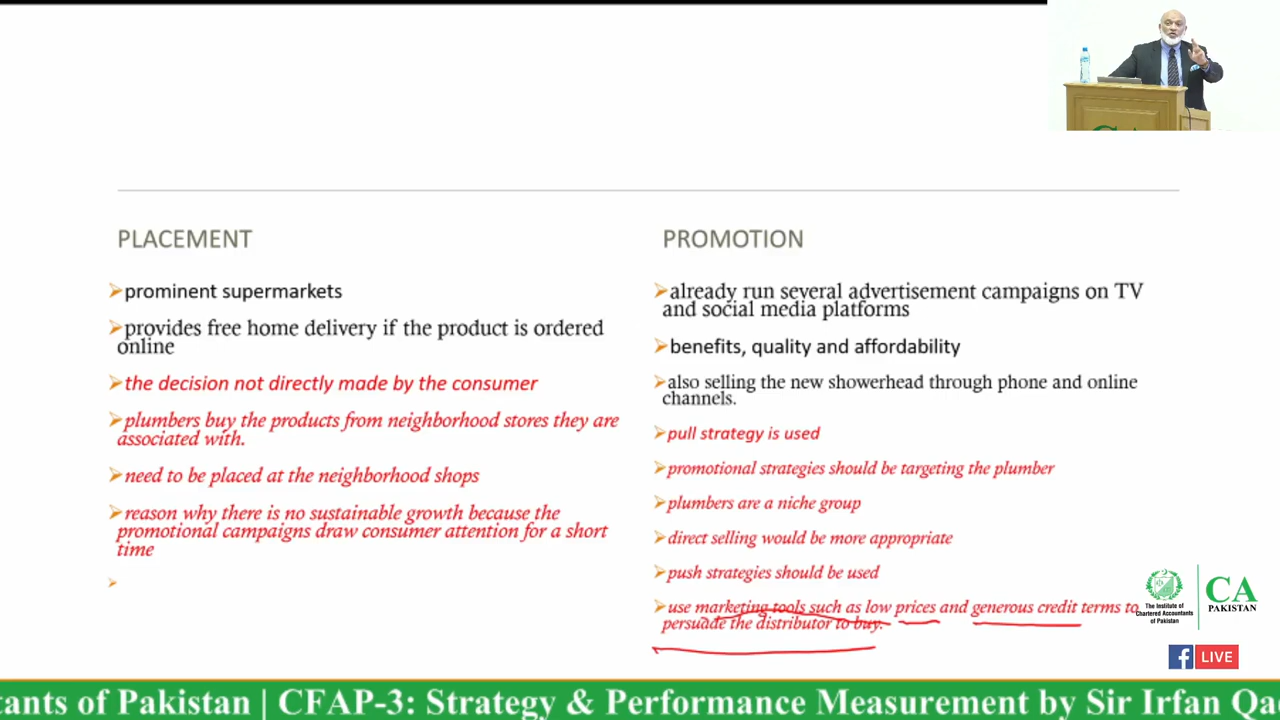 PLACEMENT
prominent supermarkets
provides free home delivery if the product is ordered
online
the decision not directly made by the consumer
plumbers buy the products from neighborhood stores they are
associated with.
need to be placed at the neighborhood shops
reason why there is no sustainable growth because the
promotional campaigns draw consumer attention for a short
time
PROMOTION
already run several advertisement campaigns on TV
and social media platforms
benefits, quality and affordability
also selling the new showerhead through phone and online
channels.
pull strategy is used
promotional strategies should be targeting the plumber
plumbers are a niche group
direct selling would be more appropriate
push strategies should be used
use marketing tools such as low prices and generous credit terms to
persuade the distributor to buy.
The Institute of
Chartered Accountants
of Pakistan
CA
PAKISTAN
f LIVE
tants of Pakistan | CFAP-3: Strategy & Performance Measurement by Sir Irfan Qa